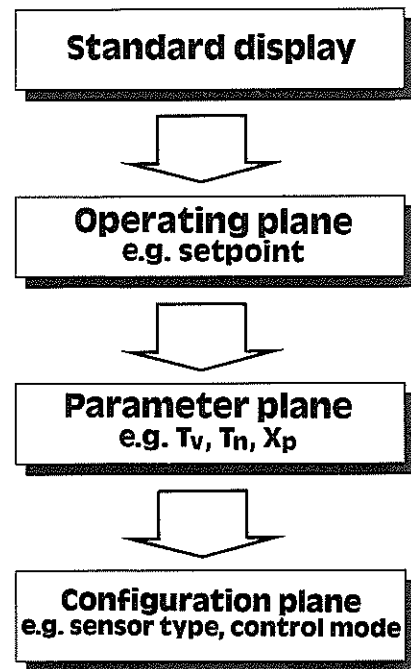 Standard display
Operating plane
e.g. setpoint
Parameter plane
e.g. Tv, Tn, Xp
Configuration plane
e.g. sensor type, control mode